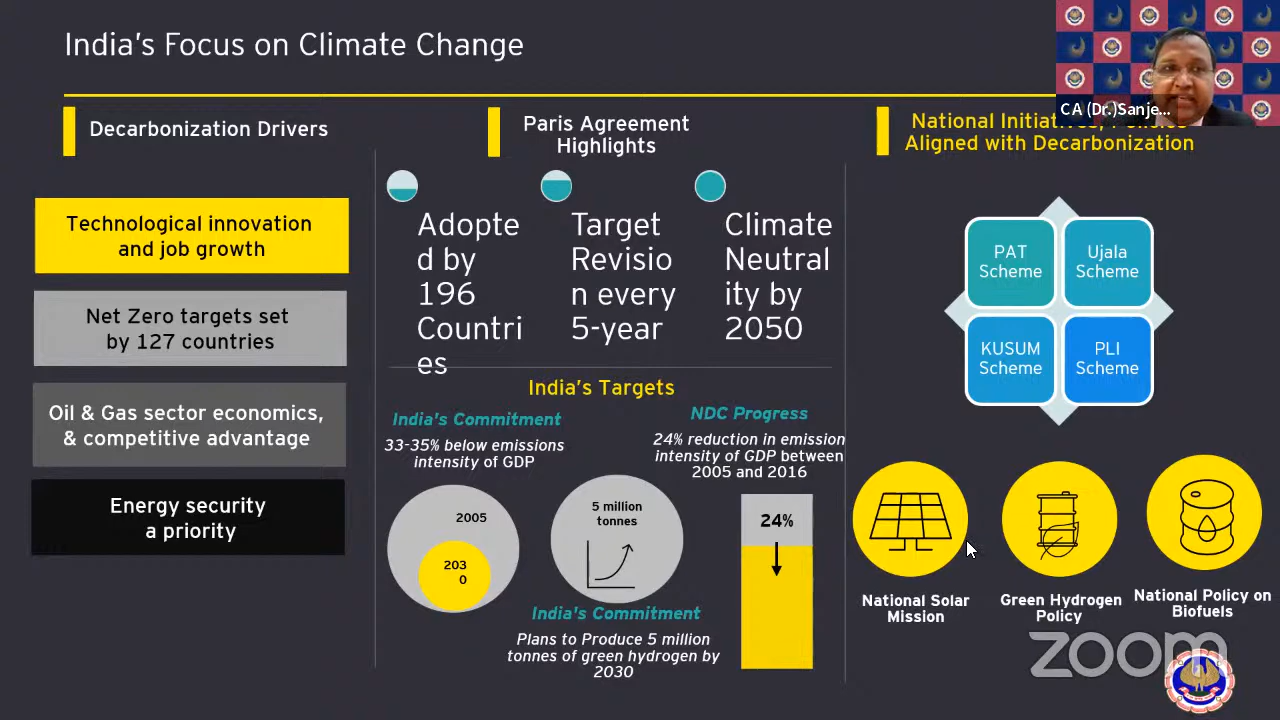 India's Focus on Climate Change
CA (Dr.)Sanje...
Decarbonization Drivers
Technological innovation
and job growth
Net Zero targets set
by 127 countries
Oil & Gas sector economics,
& competitive advantage
Energy security
a priority
Paris Agreement
Highlights
Adopte
d by
196
Countri
es
Target
Revisio
n every
5-year
Climate
Neutral
ity by
2050
India's Targets
India's Commitment
33-35% below emissions
intensity of GDP
2005
203
0
5 million
tonnes
India's Commitment
Plans to Produce 5 million
tonnes of green hydrogen by
2030
NDC Progress
24% reduction in emission
intensity of GDP between
2005 and 2016
24%
National Initiatives,
Aligned with Decarbonization
PAT
Scheme
Ujala
Scheme
KUSUM
Scheme
PLI
Scheme
National Solar
Mission
Green Hydrogen
Policy
National Policy on
Biofuels
zoom